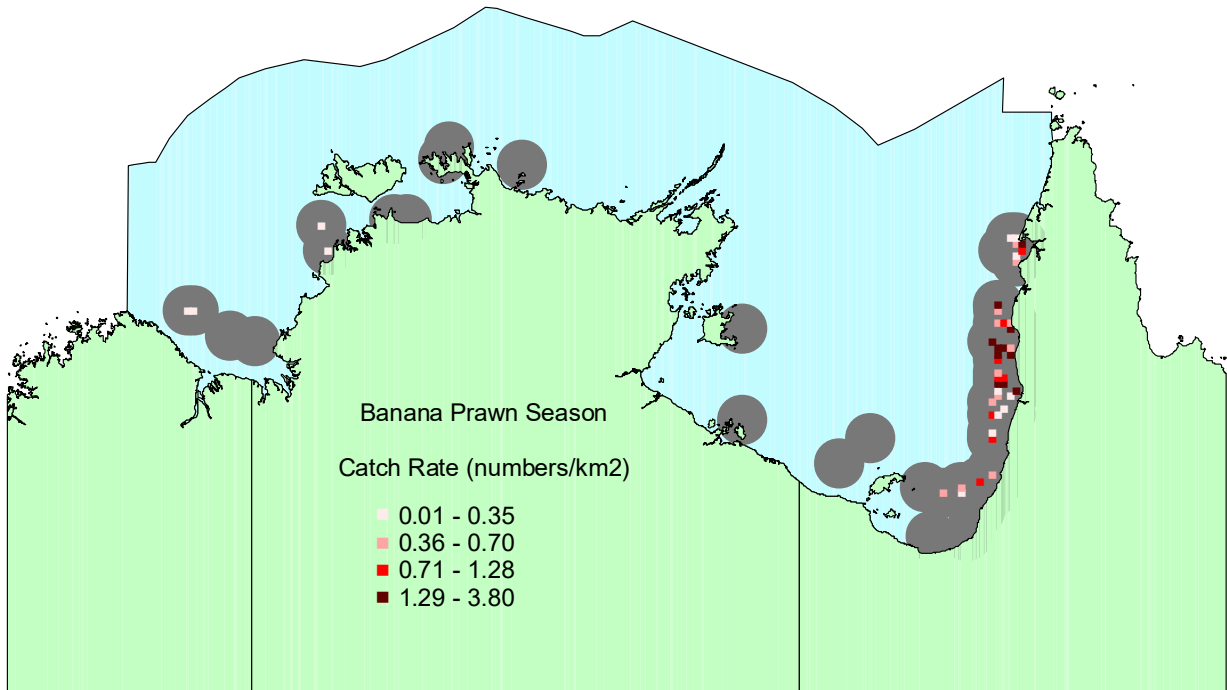 Banana Prawn Season
Catch Rate (numbers/km2)
0.01 - 0.35
0.36 - 0.70
0.71 - 1.28
1.29 - 3.80